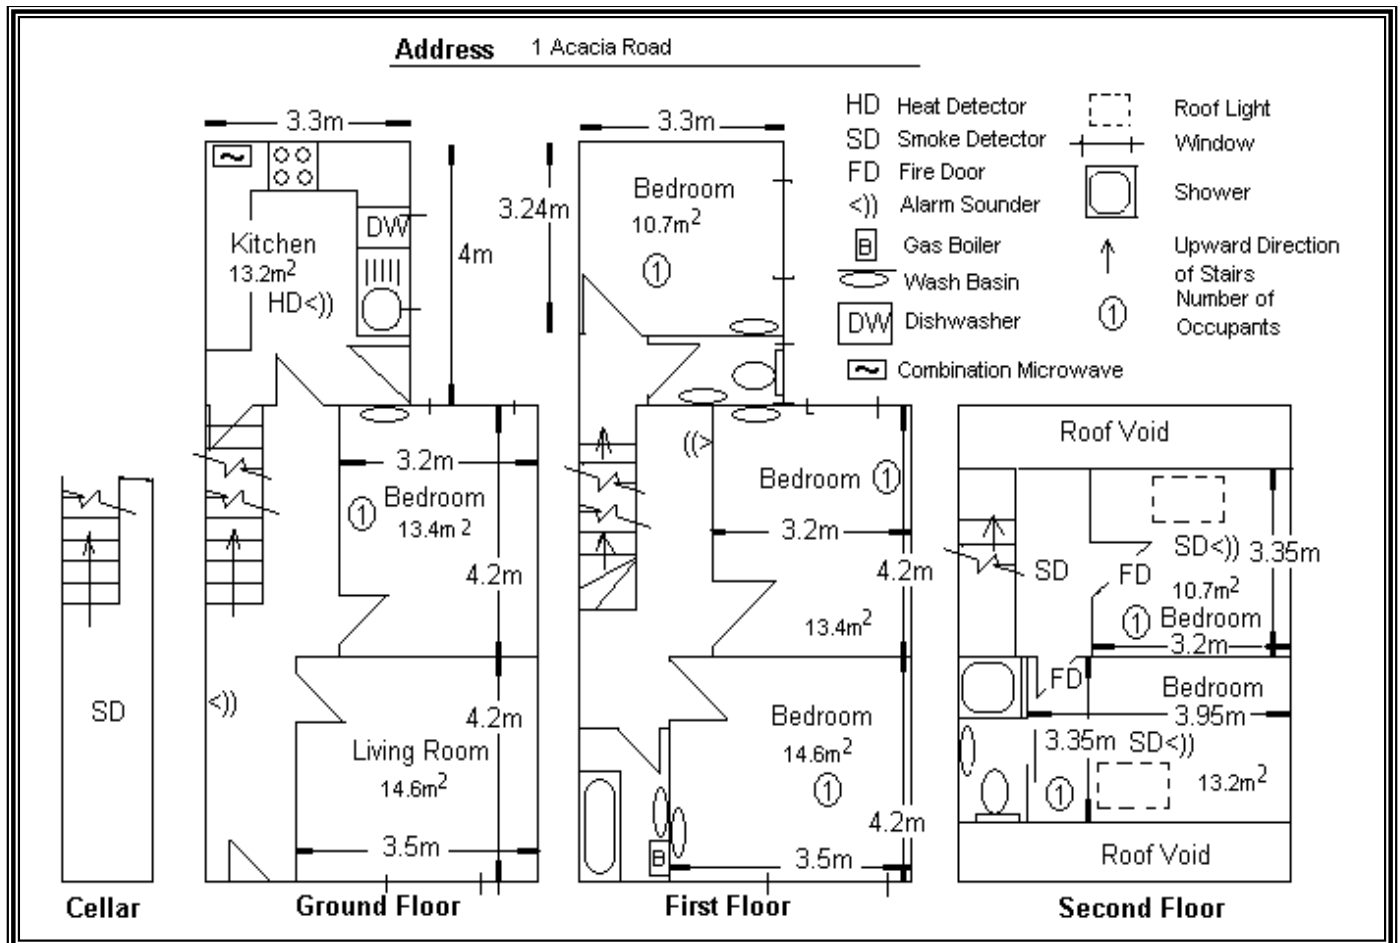 Address 1 Acacia Road
HD Heat Detector
SD Smoke Detector
FD Fire Door
<)) Alarm Sounder
B Gas Boiler
Wash Basin
DW Dishwasher
~ Combination Microwave
Roof Light
Window
Shower
Upward Direction
of Stairs
1 Number of
Occupants
SD
Cellar
3.3m
4m
DW
Kitchen
13.2m2
HD<))
3.2m
Bedroom
1
13.4m2
4.2m
<))
4.2m
Living Room
14.6m2
3.5m
Ground Floor
3.3m
3.24m
Bedroom
10.7m2
1
((>
Bedroom 1
3.2m
4.2m
13.4m2
Bedroom
14.6m2
1
4.2m
B
3.5m
First Floor
Roof Void
SD<))
3.35m
SD
FD
10.7m2
1 Bedroom
3.2m
FD
Bedroom
3.95m
3.35m SD<))
1
13.2m2
Roof Void
Second Floor